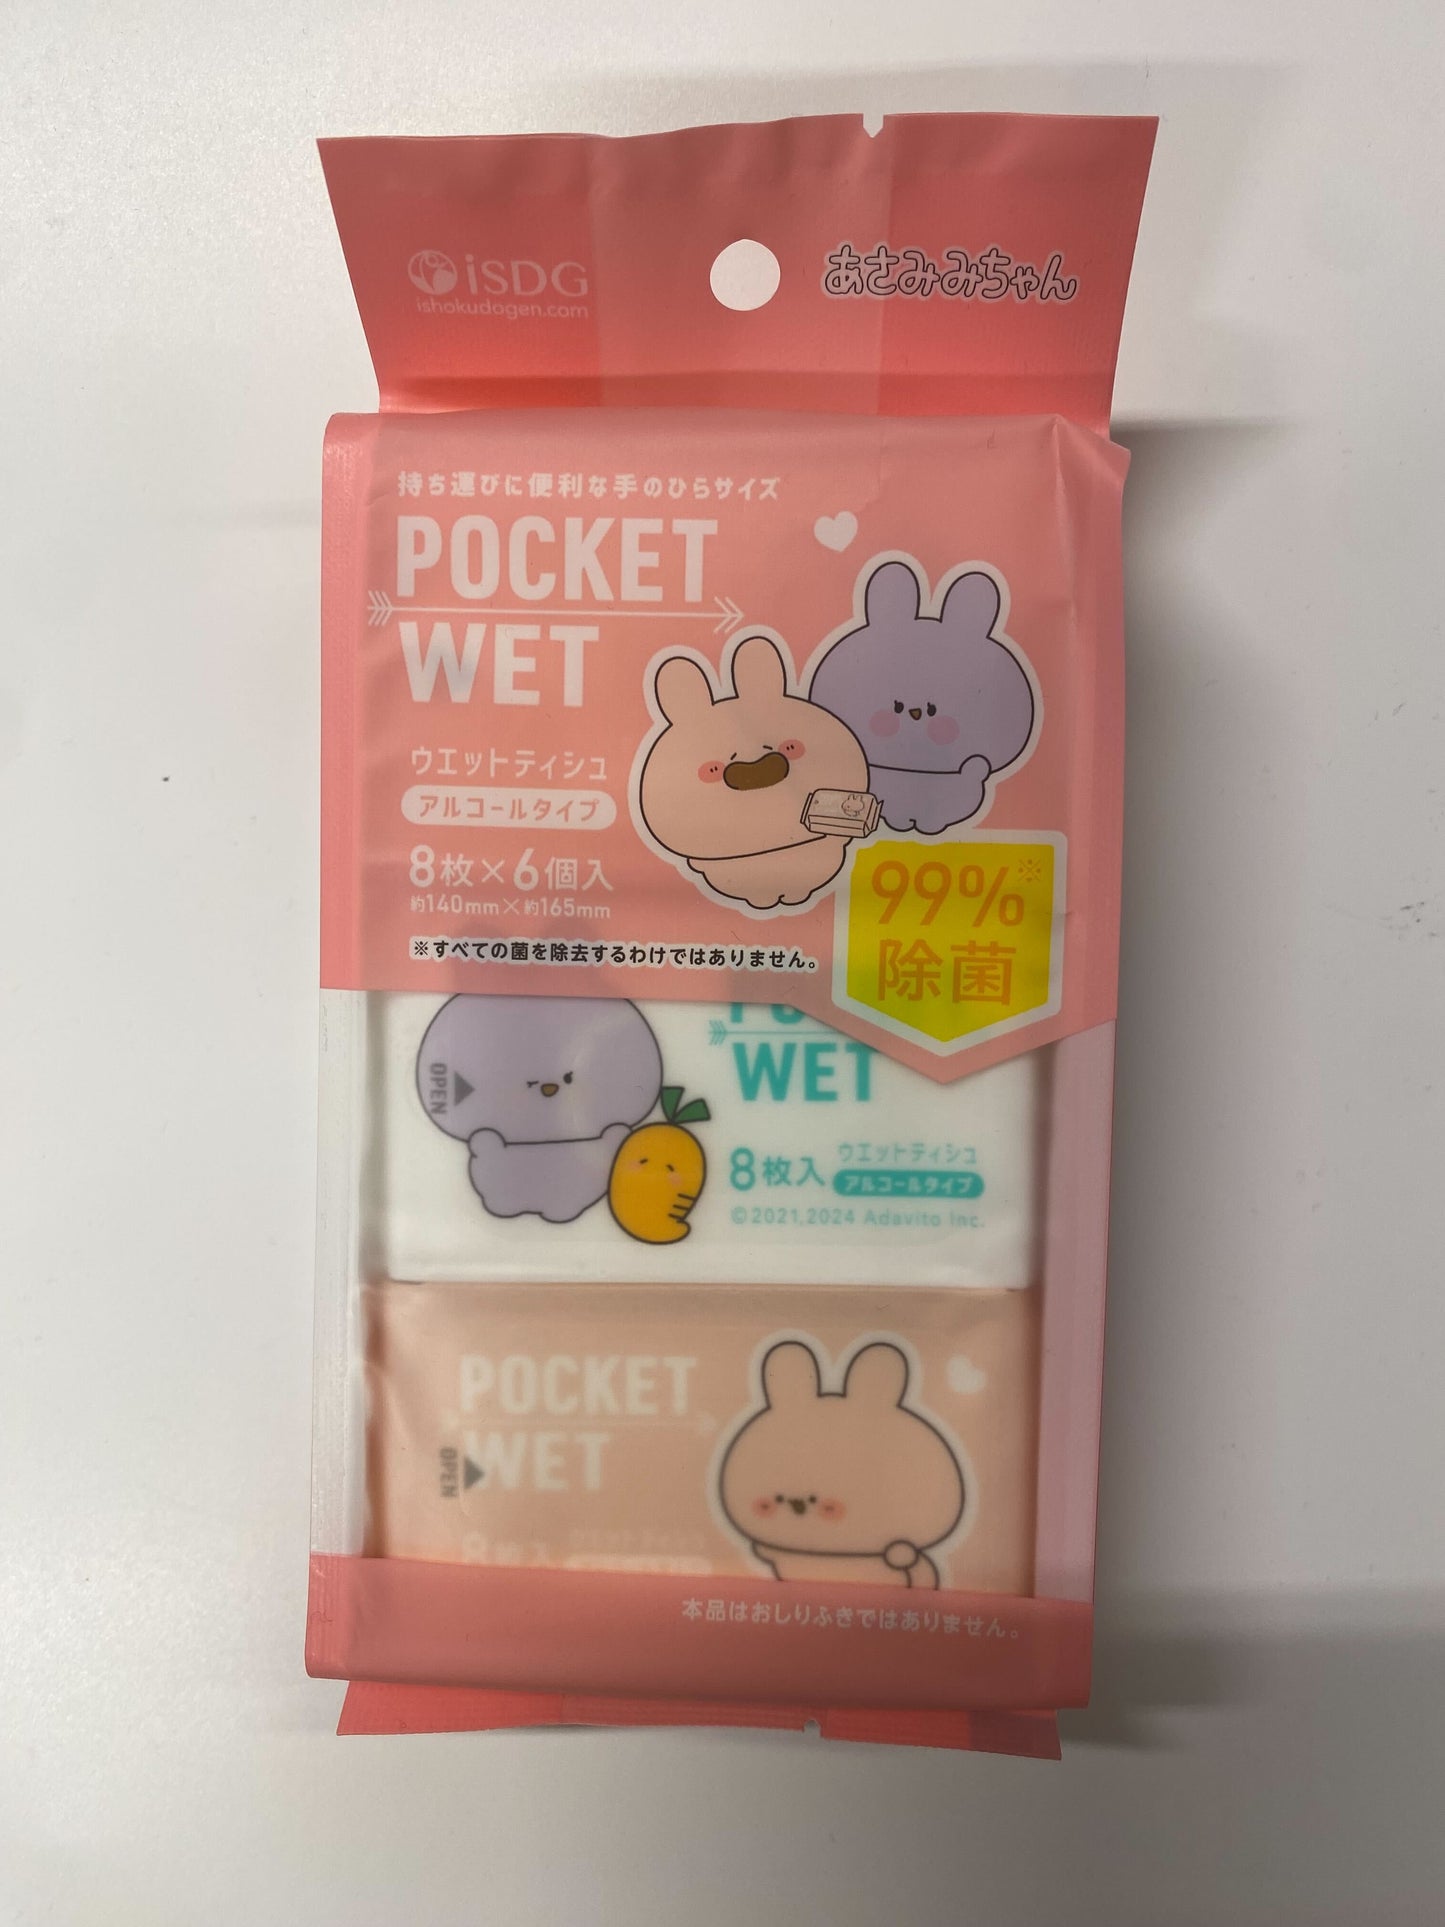 iSDG
ishokudogen.com
あさみみちゃん
持ち運びに便利な手のひらサイズ
POCKET
WET
ウエットティシュ
アルコールタイプ
8枚×6個入
約140mm×約165mm
※すべての菌を除去するわけではありません。
99%※
除菌
OPEN
WET
8枚入
ウエットティシュ
アルコールタイプ
©2021,2024 Adavito Inc.
POCKET
WET
OPEN
8枚入
本品はおしりふきではありません。